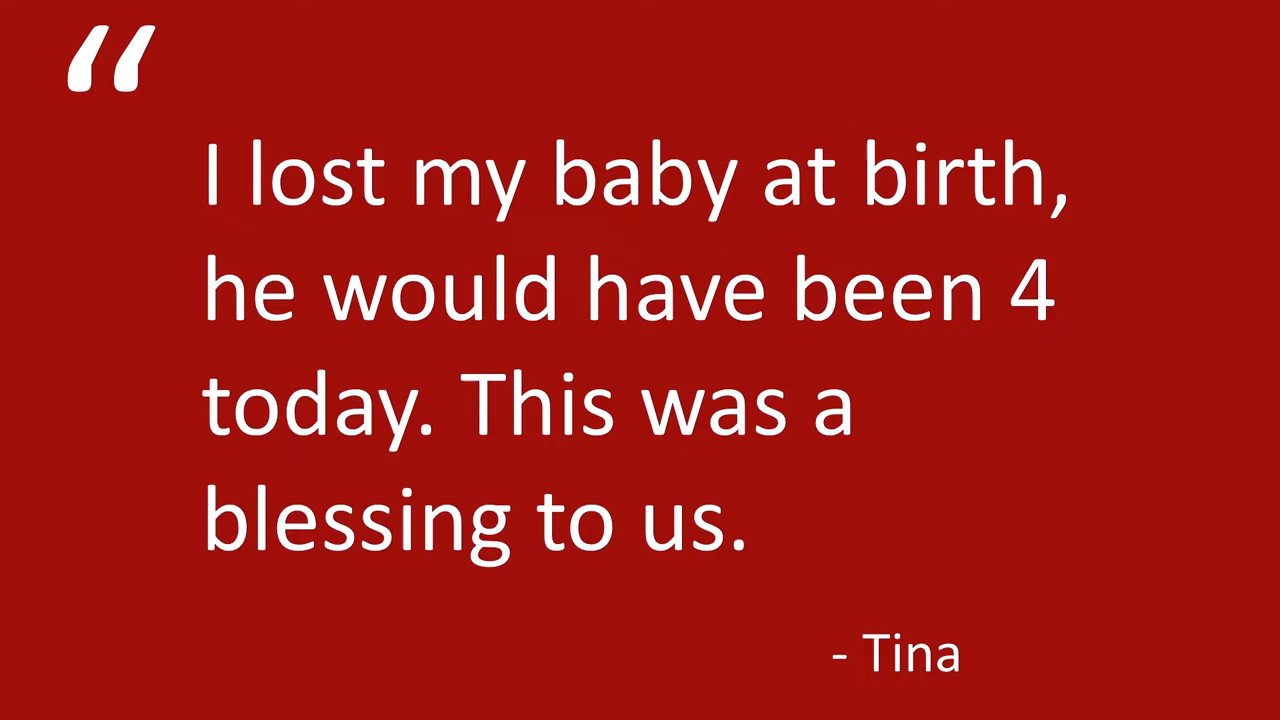 “
I lost my baby at birth,
he would have been 4
today. This was a
blessing to us.
- Tina